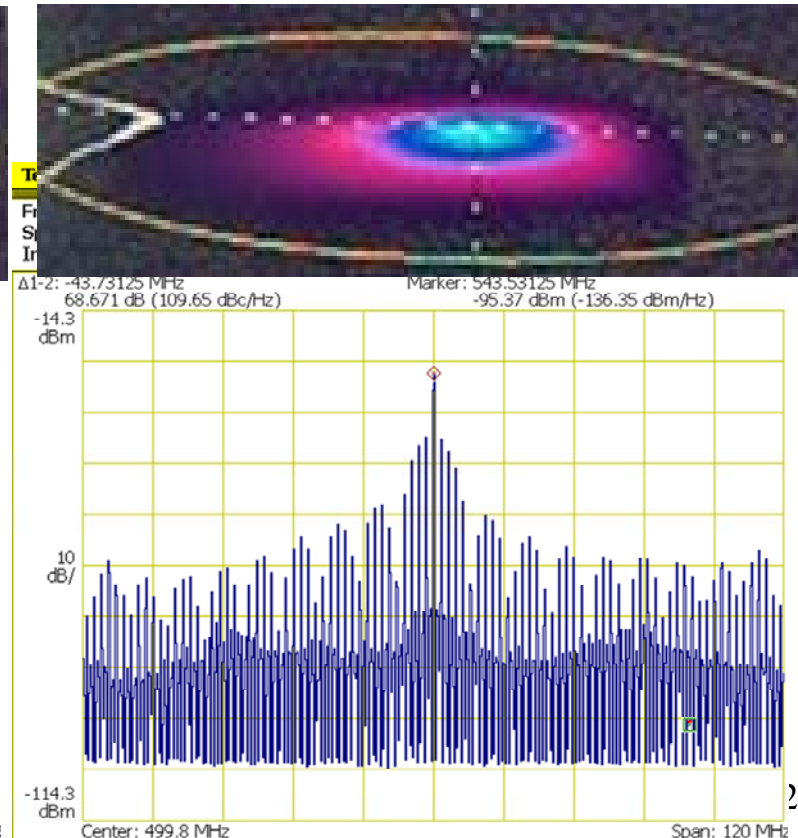 Δ1-2: -43.73125 MHz
68.671 dB (109.65 dBc/Hz)
Marker: 543.53125 MHz
-95.37 dBm (-136.35 dBm/Hz)
-14.3
dBm
10
dB/
-114.3
dBm
Center: 499.8 MHz
Span: 120 MHz